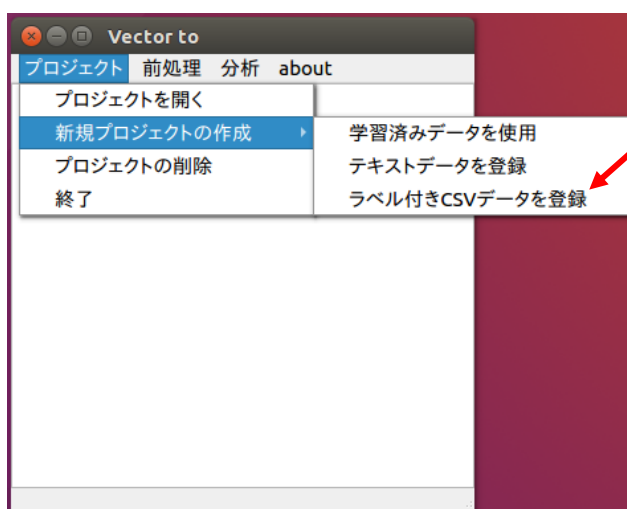 Vector to
プロジェクト 前処理 分析 about
プロジェクトを開く
新規プロジェクトの作成
プロジェクトの削除
終了
学習済みデータを使用
テキストデータを登録
ラベル付きCSVデータを登録